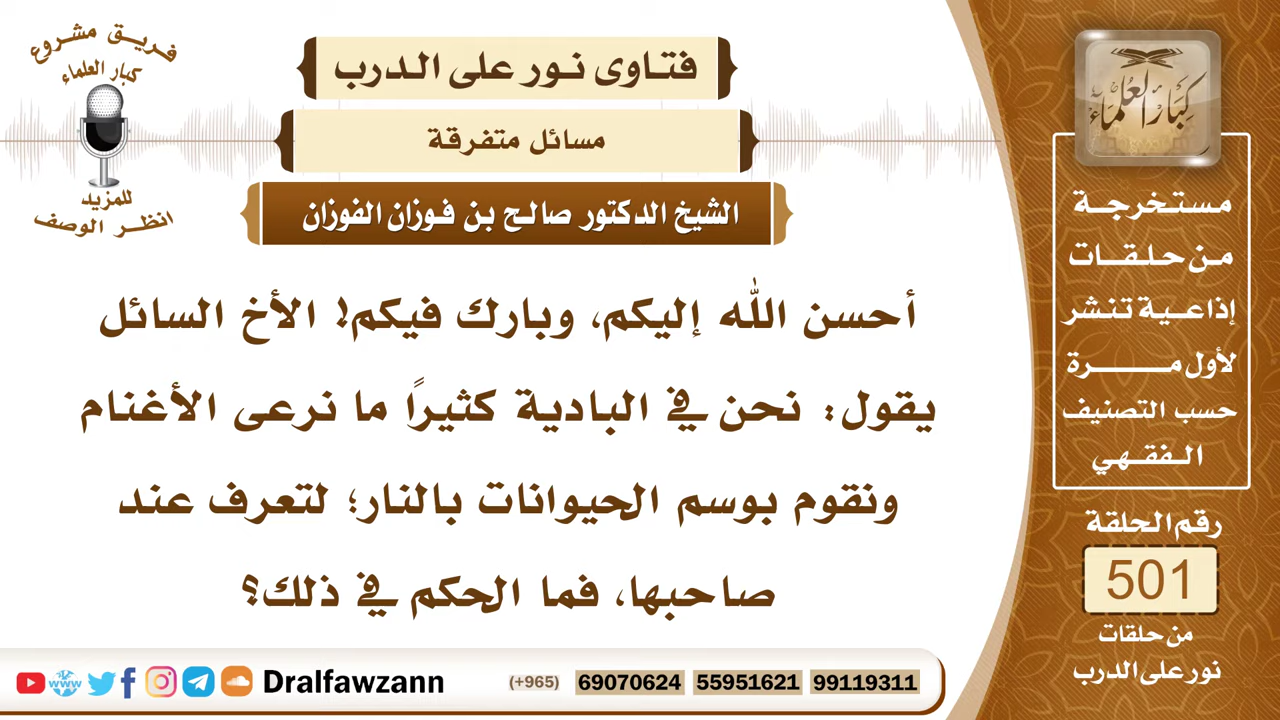 فريق مشروع
كبار العلماء
للمزيد
انظر الوصف
فتاوى نور على الدرب
مسائل متفرقة
الشيخ الدكتور صالح بن فوزان الفوزان
أحسن الله إليكم، وبارك فيكم! الأخ السائل
يقول: نحن في البادية كثيرًا ما نرعى الأغنام
ونقوم بوسم الحيوانات بالنار؛ لتعرف عند
صاحبها، فما الحكم في ذلك؟
كبار العلماء
مستخرجة
من حلقات
إذاعية تنشر
لأول مرة
حسب التصنيف
الفقهي
رقم الحلقة
501
من حلقات
نور على الدرب
www Dralfawzann (+965) 69070624 55951621 99119311